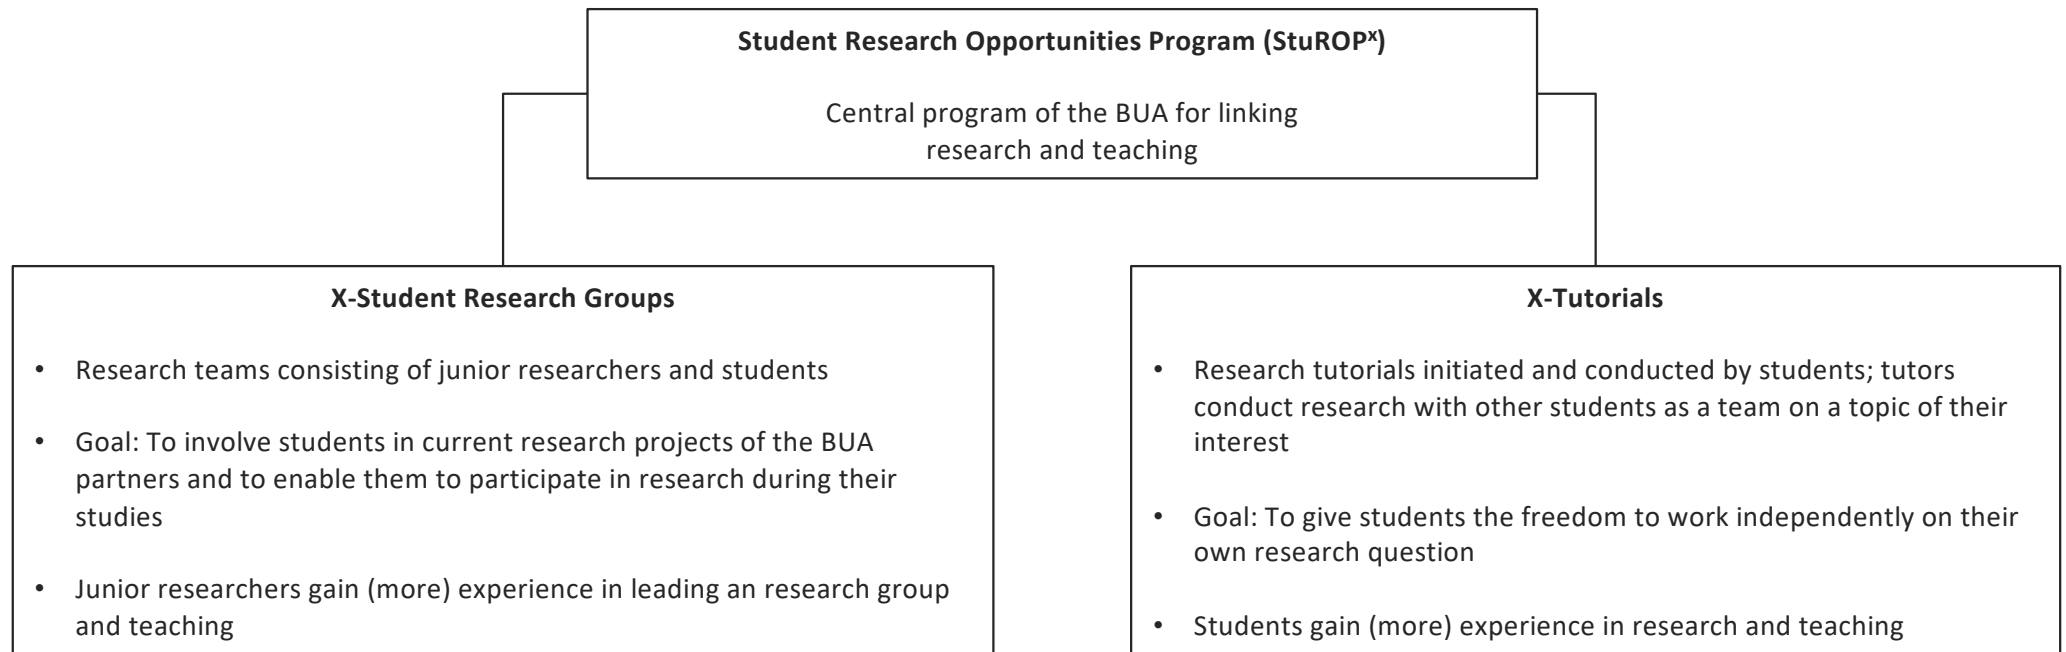 Student Research Opportunities Program (StuROPˣ)
Central program of the BUA for linking
research and teaching
X-Student Research Groups
• Research teams consisting of junior researchers and students
• Goal: To involve students in current research projects of the BUA
partners and to enable them to participate in research during their
studies
• Junior researchers gain (more) experience in leading an research group
and teaching
X-Tutorials
• Research tutorials initiated and conducted by students; tutors
conduct research with other students as a team on a topic of their
interest
• Goal: To give students the freedom to work independently on their
own research question
• Students gain (more) experience in research and teaching